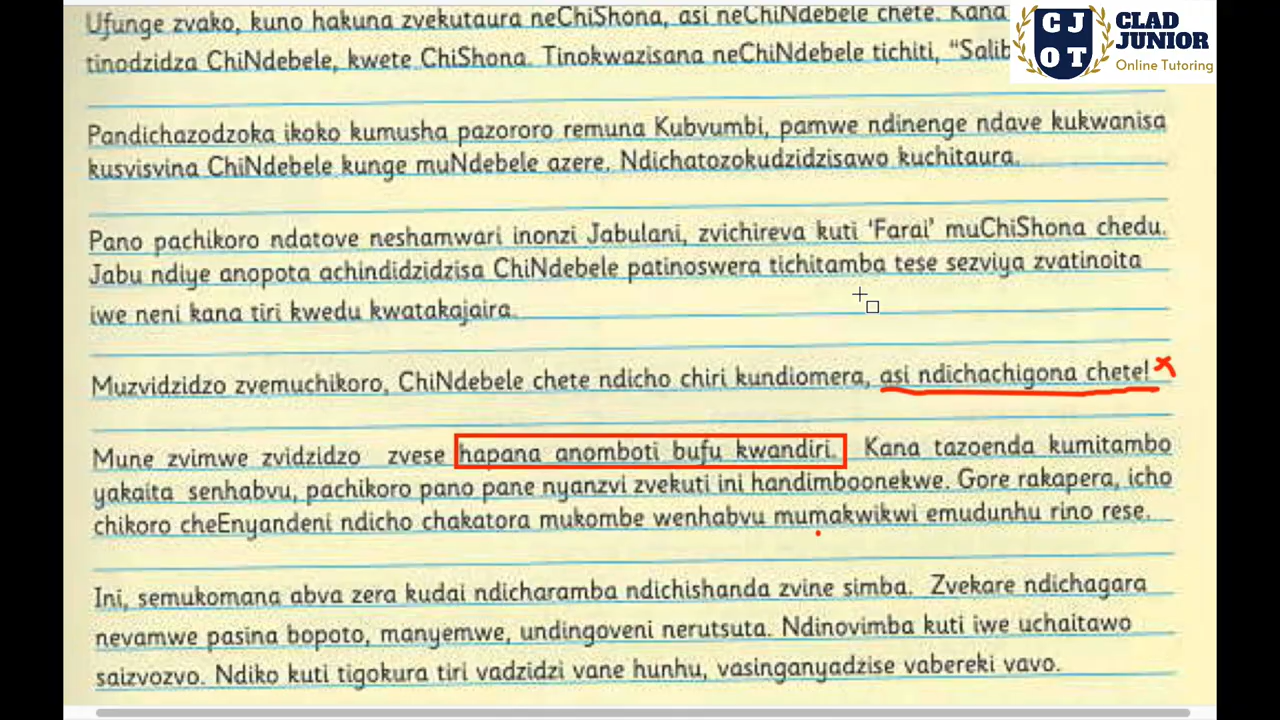 Ufunge zvako, kuno hakuna zvekutaura neChiShona, asi neChiNdebele chete. Kana
tinodzidza ChiNdebele, kwete ChiShona. Tinokwazisana neChiNdebele tichiti, “Salib
CJ
OT
CLAD
JUNIOR
Online Tutoring
Pandichazodzoka ikoko kumusha pazororo remuna Kubvumbi, pamwe ndinenge ndave kukwanisa
kusvisvina ChiNdebele kunge muNdebele azere. Ndichatozokudzidzisawo kuchitaura.
Pano pachikoro ndatove neshamwari inonzi Jabulani, zvichireva kuti ‘Farai’ muChiShona chedu.
Jabu ndiye anopota achindidzidzisa ChiNdebele patinoswera tichitamba tese sezviya zvatinoita
iwe neni kana tiri kwedu kwatakajaira.
Muzvidzidzo zvemuchikoro, ChiNdebele chete ndicho chiri kundiomera, asi ndichachigona chete!
Mune zvimwe zvidzidzo zvese hapana anomboti bufu kwandiri. Kana tazoenda kumitambo
yakaita senhabvu, pachikoro pano pane nyanzvi zvekuti ini handimboonekwe. Gore rakapera, icho
chikoro cheEnyandeni ndicho chakatora mukombe wenhabvu mumakwikwi emudunhu rino rese.
Ini, semukomana abva zera kudai ndicharamba ndichishanda zvine simba. Zvekare ndichagara
nevamwe pasina bopoto, manyemwe, undingoveni nerutsuta. Ndinovimba kuti iwe uchaitawo
saizvozvo. Ndiko kuti tigokura tiri vadzidzi vane hunhu, vasinganyadzise vabereki vavo.